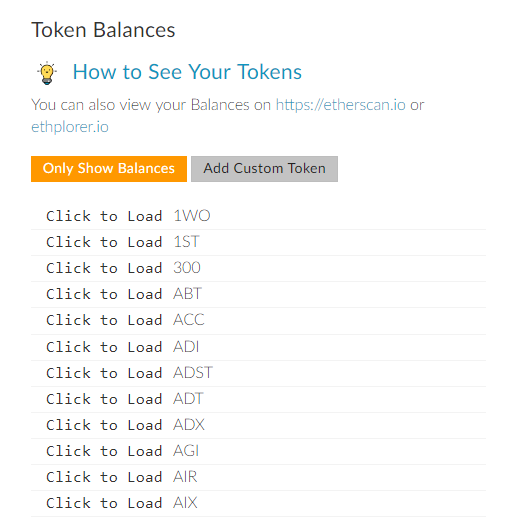 Token Balances
How to See Your Tokens
You can also view your Balances on https://etherscan.io or
ethplorer.io
Only Show Balances Add Custom Token
Click to Load 1WO
Click to Load 1ST
Click to Load 300
Click to Load ABT
Click to Load ACC
Click to Load ADI
Click to Load ADST
Click to Load ADT
Click to Load ADX
Click to Load AGI
Click to Load AIR
Click to Load AIX